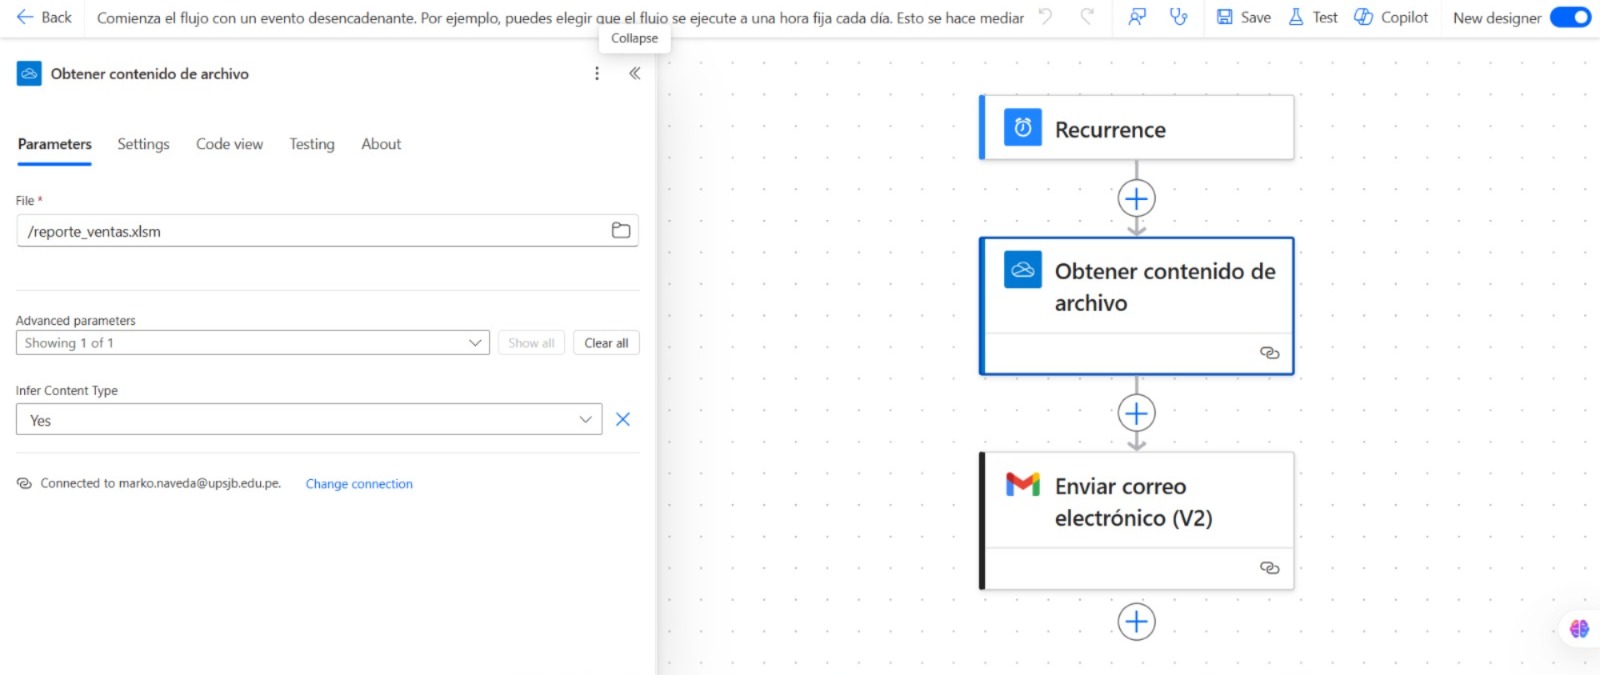 Back
Comienza el flujo con un evento desencadenante. Por ejemplo, puedes elegir que el flujo se ejecute a una hora fija cada día. Esto se hace mediar
Save
Test
Copilot
New designer
Collapse
Obtener contenido de archivo
Parameters
Settings
Code view
Testing
About
File *
/reporte_ventas.xlsm
Advanced parameters
Showing 1 of 1
Show all
Clear all
Infer Content Type
Yes
Connected to marko.naveda@upsjb.edu.pe.
Change connection
Recurrence
Obtener contenido de
archivo
Enviar correo
electrónico (V2)